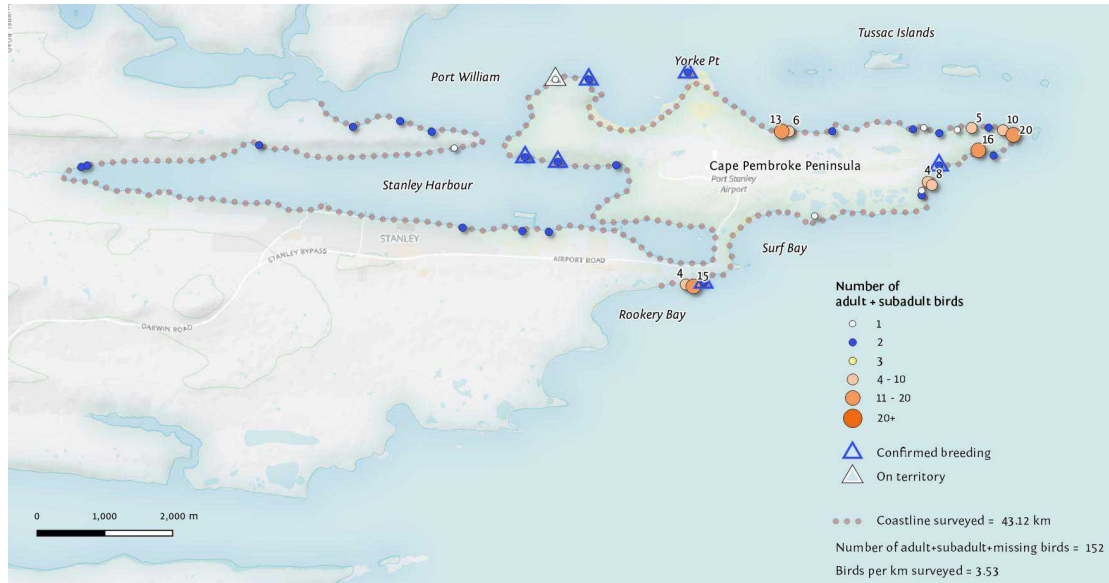 Tussac Islands
Yorke Pt
Port William
13
6
5
10
20
16
Cape Pembroke Peninsula
4
8
Port Stanley
Airport
Stanley Harbour
STANLEY
STANLEY BYPASS
AIRPORT ROAD
Surf Bay
4
15
Rookery Bay
DARWIN ROAD
Number of
adult + subadult birds
1
2
3
4 - 10
11 - 20
20+
Confirmed breeding
On territory
0 1,000 2,000 m
Coastline surveyed = 43.12 km
Number of adult+subadult+missing birds = 152
Birds per km surveyed = 3.53